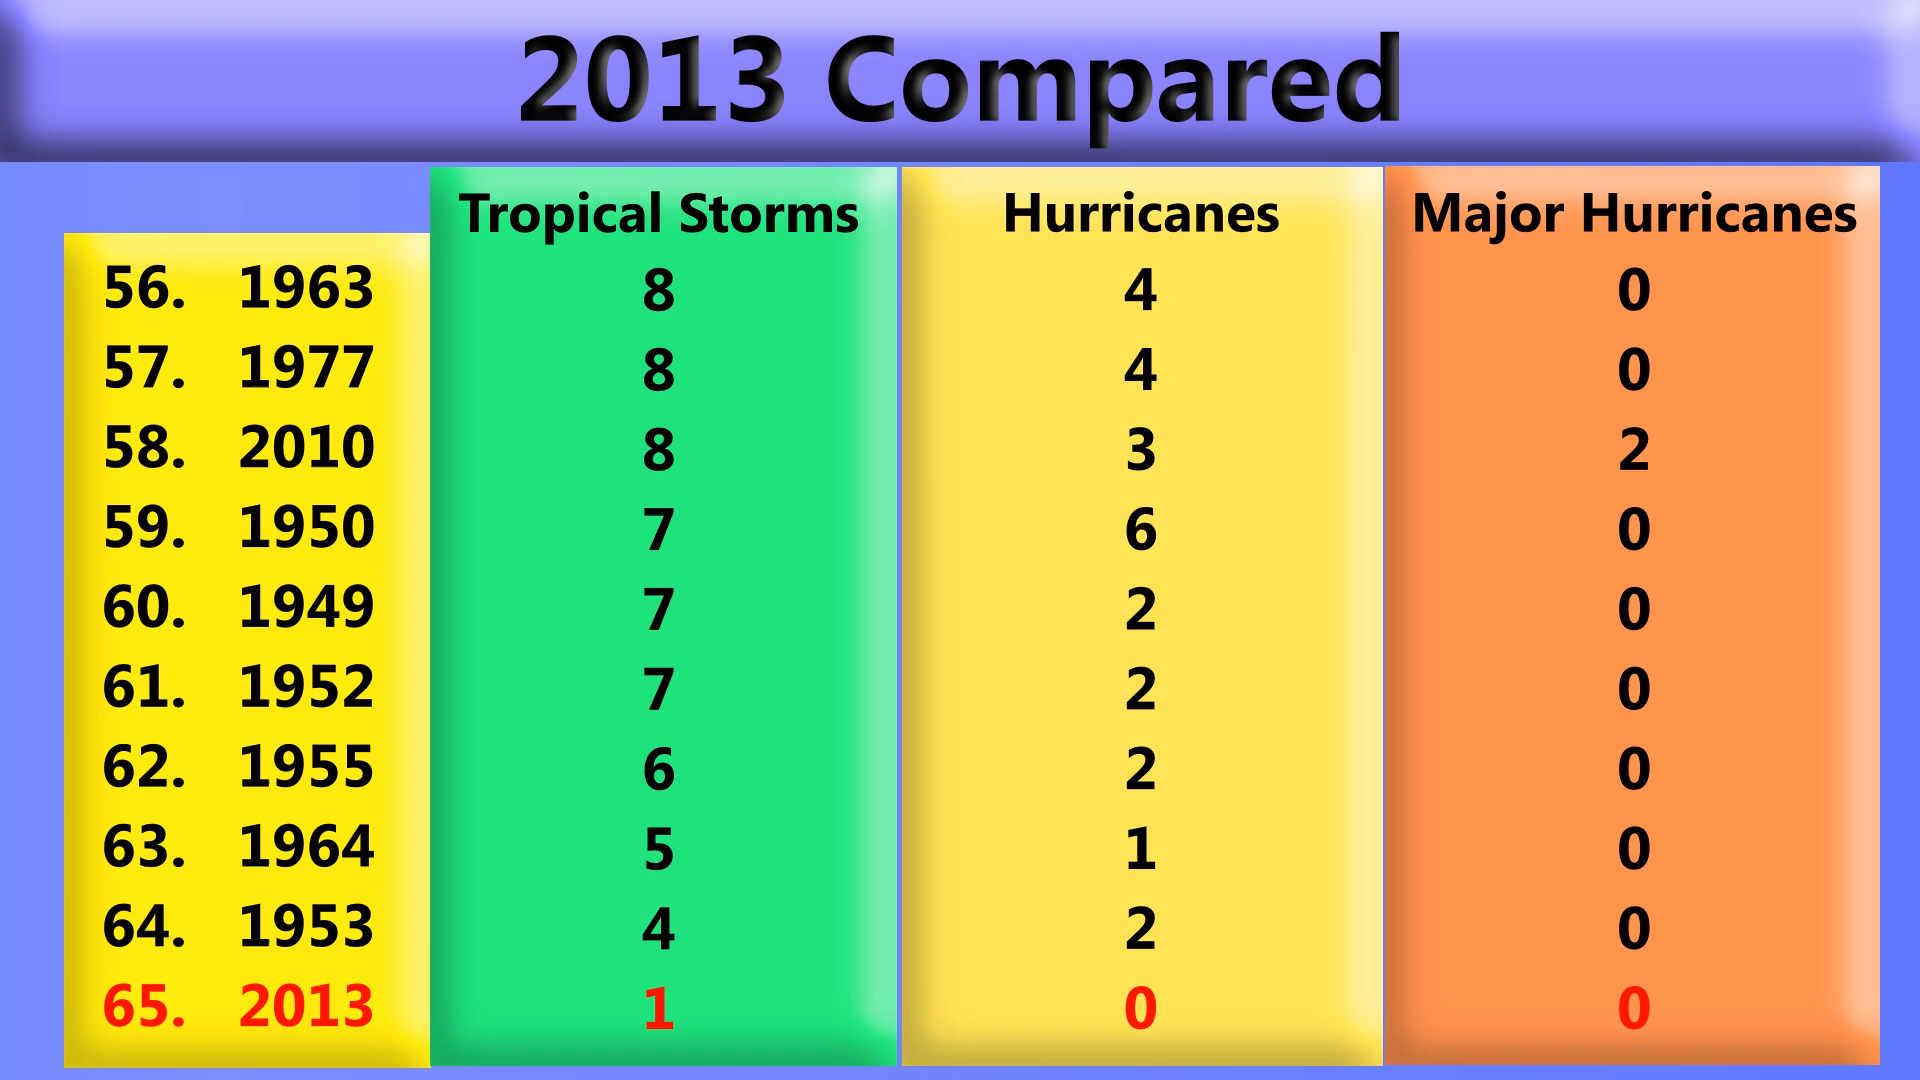 2013 Compared
Tropical Storms Hurricanes Major Hurricanes
56. 1963 8 4 0
57. 1977 8 4 0
58. 2010 8 3 2
59. 1950 7 6 0
60. 1949 7 2 0
61. 1952 7 2 0
62. 1955 6 2 0
63. 1964 5 1 0
64. 1953 4 2 0
65. 2013 1 0 0